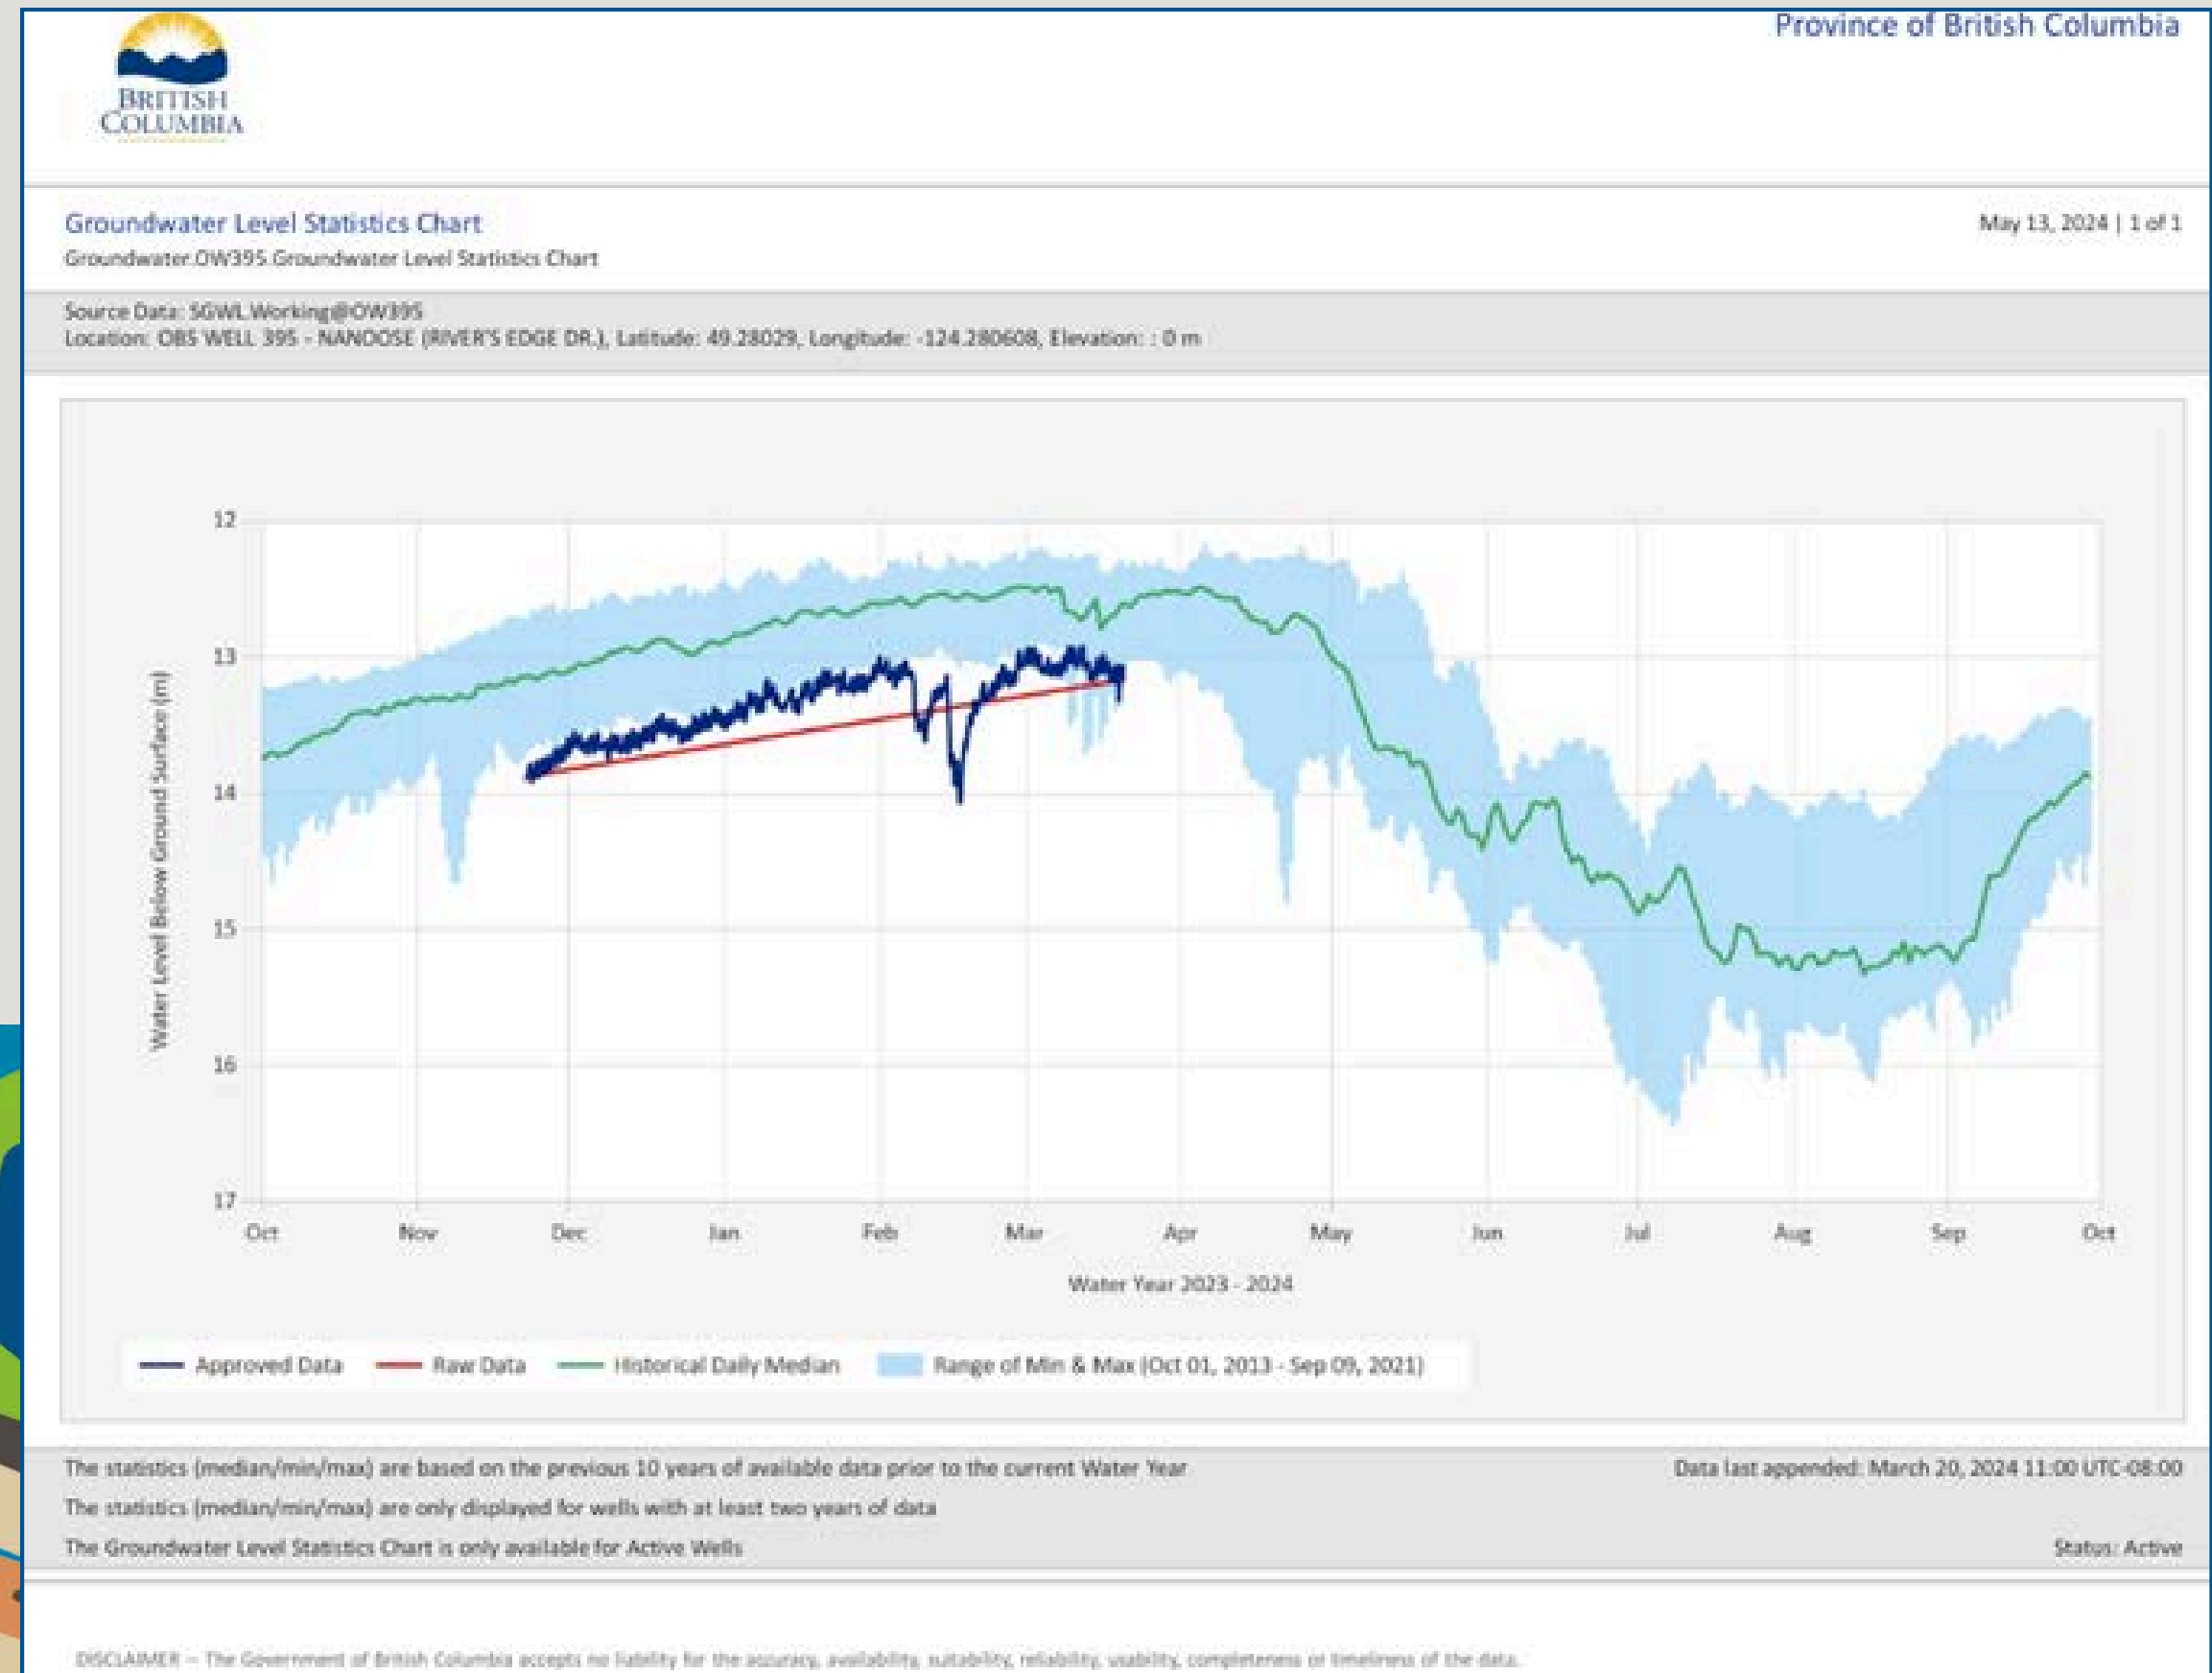 Province of British Columbia
BRITISH
COLUMBIA
Groundwater Level Statistics Chart
May 13, 2024 | 1 of 1
Groundwater.OW395.Groundwater Level Statistics Chart
Source Data: SGWL.Working@OW395
Location: OBS WELL 395 - NANOOSE (RIVER'S EDGE DR.), Latitude: 49.28029, Longitude: -124.280608, Elevation: : 0 m
Water Level Below Ground Surface (m)
12
13
14
15
16
17
Oct Nov Dec Jan Feb Mar Apr May Jun Jul Aug Sep Oct
Water Year 2023 - 2024
Approved Data Raw Data Historical Daily Median Range of Min & Max (Oct 01, 2013 - Sep 09, 2021)
The statistics (median/min/max) are based on the previous 10 years of available data prior to the current Water Year
Data last appended: March 20, 2024 11:00 UTC-08:00
The statistics (median/min/max) are only displayed for wells with at least two years of data
The Groundwater Level Statistics Chart is only available for Active Wells
Status: Active
DISCLAIMER – The Government of British Columbia accepts no liability for the accuracy, availability, suitability, reliability, usability, completeness or timeliness of the data.